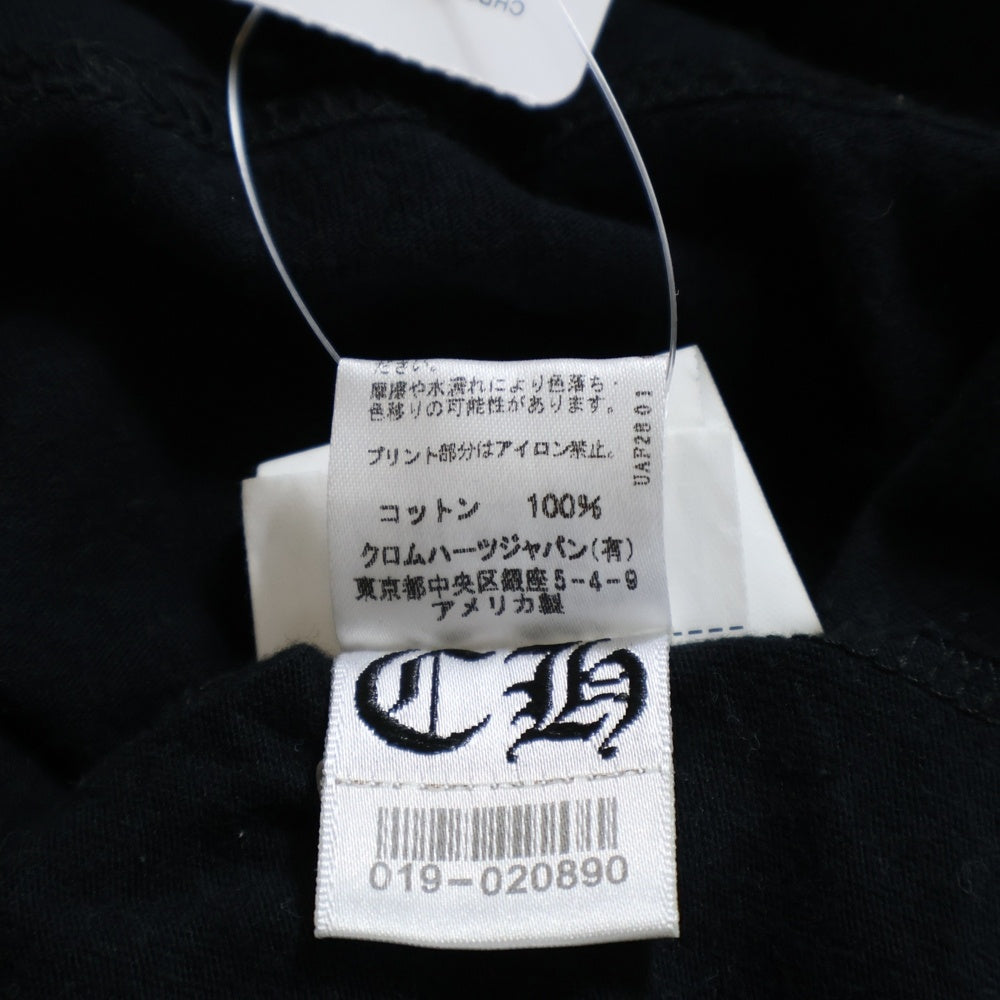 ださい。
摩擦や水濡れにより色落ち・
色移りの可能性があります。
プリント部分はアイロン禁止。
コットン 100%
クロムハーツジャパン(有)
東京都中央区銀座5-4-9
アメリカ製
CH
019-020890